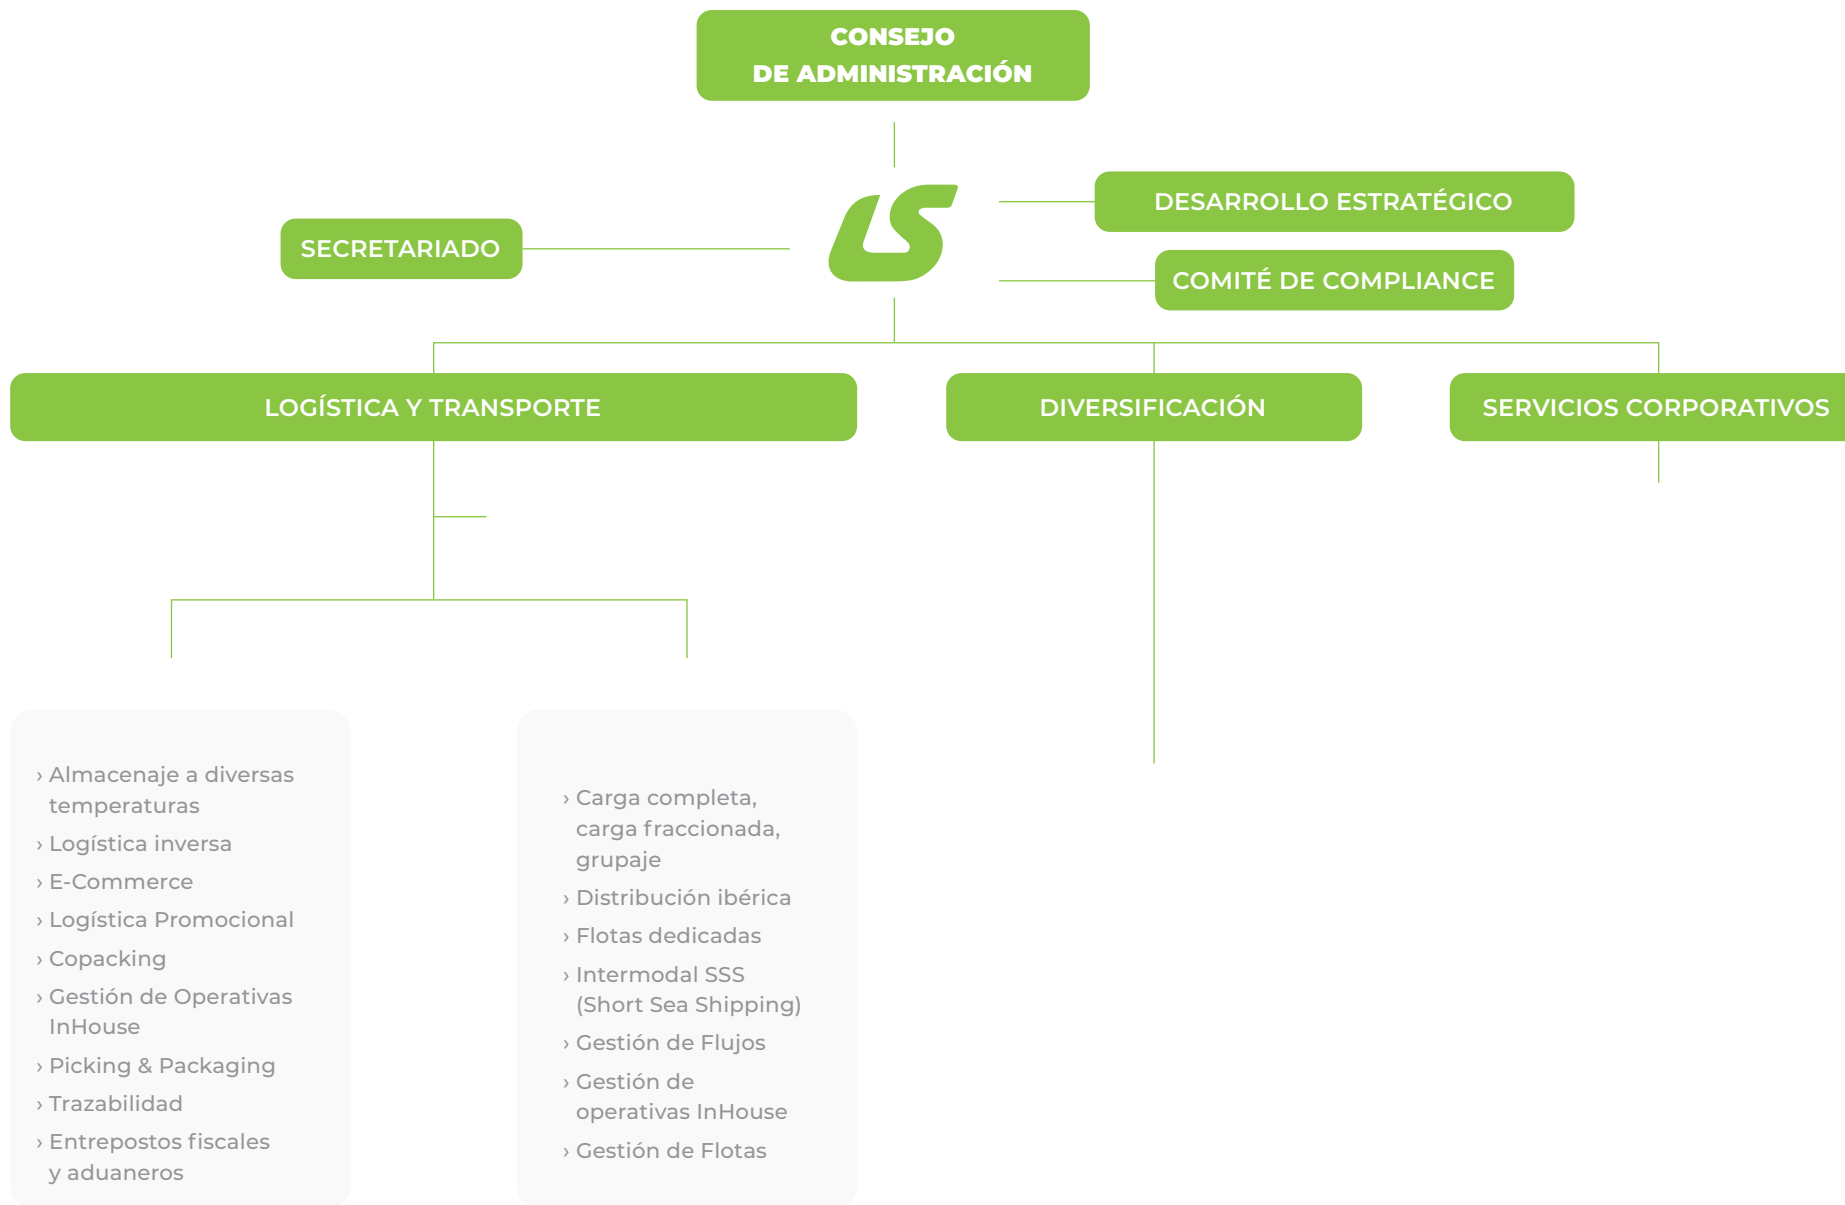 CONSEJO
DE ADMINISTRACIÓN
LS
DESARROLLO ESTRATÉGICO
SECRETARIADO
COMITÉ DE COMPLIANCE
LOGÍSTICA Y TRANSPORTE
DIVERSIFICACIÓN
SERVICIOS CORPORATIVOS
› Almacenaje a diversas
temperaturas
› Logística inversa
› E-Commerce
› Logística Promocional
› Copacking
› Gestión de Operativas
InHouse
› Picking & Packaging
› Trazabilidad
› Entrepostos fiscales
y aduaneros
› Carga completa,
carga fraccionada,
grupaje
› Distribución ibérica
› Flotas dedicadas
› Intermodal SSS
(Short Sea Shipping)
› Gestión de Flujos
› Gestión de
operativas InHouse
› Gestión de Flotas